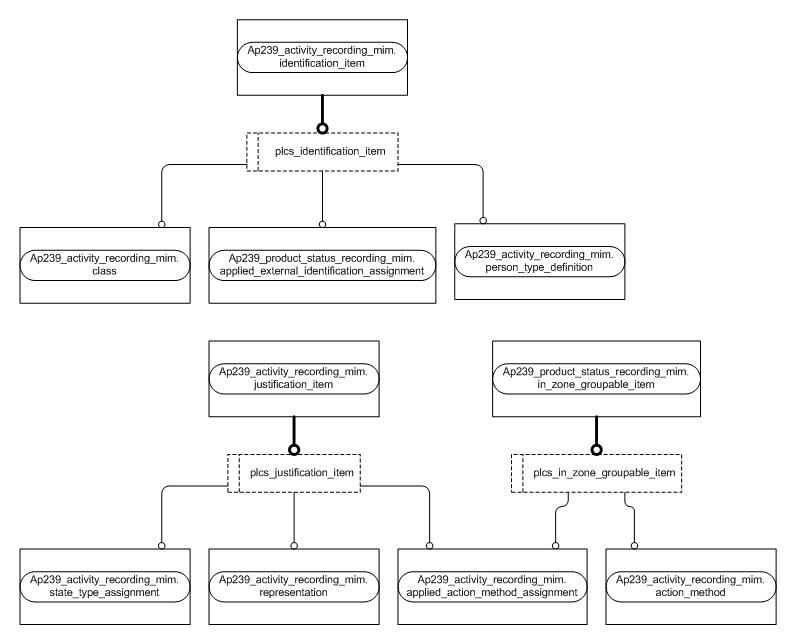 Ap239_activity_recording_mim.
identification_item
plcs_identification_item
Ap239_activity_recording_mim.
class
Ap239_product_status_recording_mim.
applied_external_identification_assignment
Ap239_activity_recording_mim.
person_type_definition
Ap239_activity_recording_mim.
justification_item
Ap239_product_status_recording_mim.
in_zone_groupable_item
plcs_justification_item
plcs_in_zone_groupable_item
Ap239_activity_recording_mim.
state_type_assignment
Ap239_activity_recording_mim.
representation
Ap239_activity_recording_mim.
applied_action_method_assignment
Ap239_activity_recording_mim.
action_method